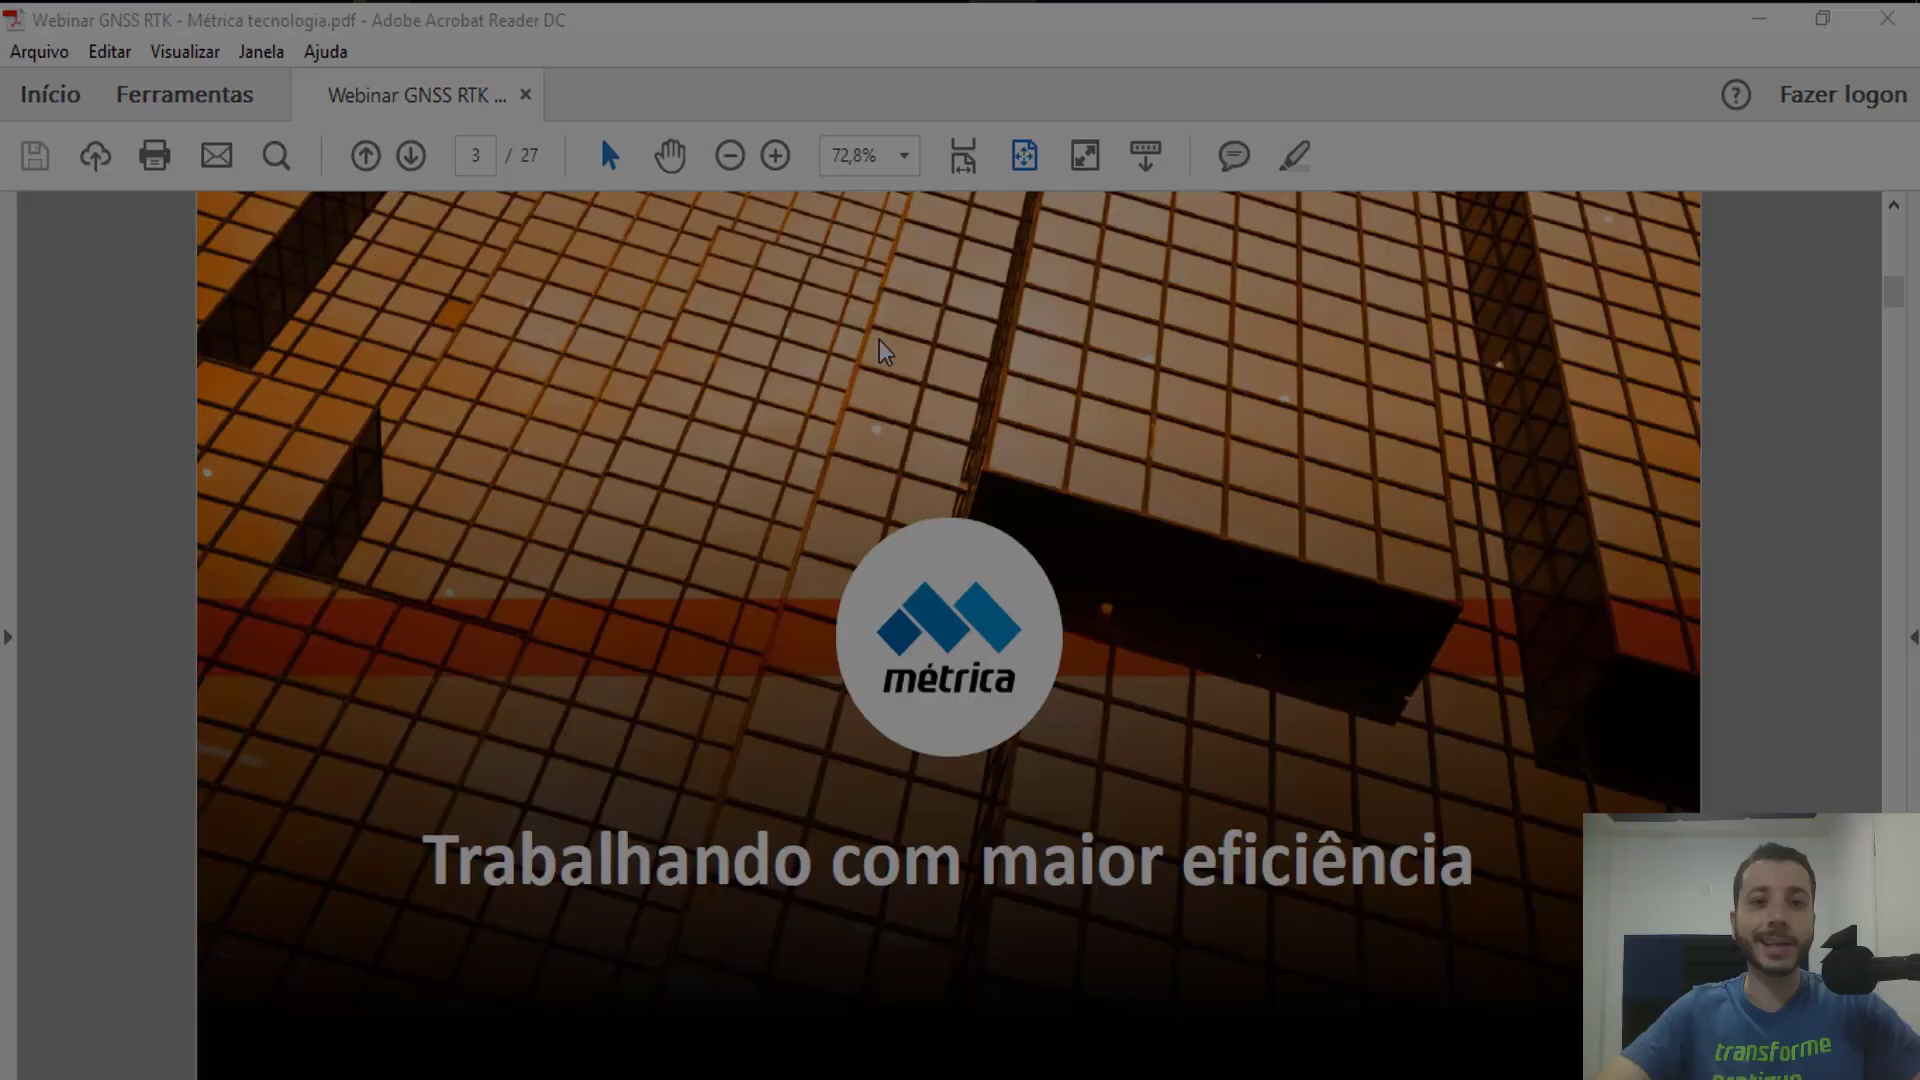 Webinar GNSS RTK - Métrica tecnologia.pdf - Adobe Acrobat Reader DC
Arquivo Editar Visualizar Janela Ajuda
Início Ferramentas Webinar GNSS RTK ... × ? Fazer logon
3 / 27 72,8%
métrica
Trabalhando com maior eficiência
transforme